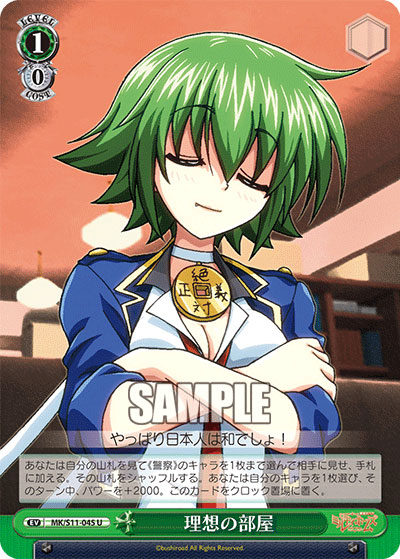 LEVEL
1
0
COST
絶
正義
対
SAMPLE
やっぱり日本人は和でしょ！
あなたは自分の山札を見て《警察》のキャラを1枚まで選んで相手に見せ、手札
に加える。その山札をシャッフルする。あなたは自分のキャラを1枚選び、そ
のターン中、パワーを+2000。このカードをクロック置場に置く。
©bushiroad All Rights Reserved.
EV MK/S11-045 U
理想の部屋